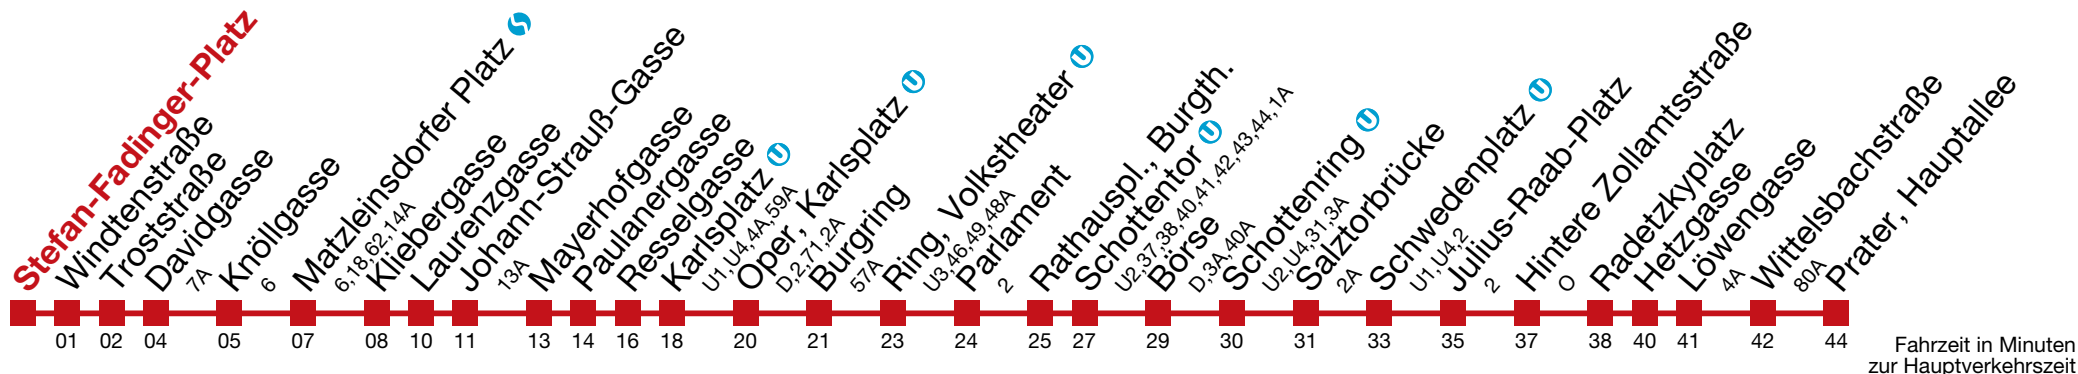 Stefan-Fadinger-Platz
Windtenstraße
01
Troststraße
02
Davidgasse
7A
04
Knöllgasse
6
05
Matzleinsdorfer Platz
6,18,62,14A
07
Kliebergasse
08
Laurenzgasse
10
Johann-Strauß-Gasse
13A
11
Mayerhofgasse
13
Paulanergasse
14
Resselgasse
16
Karlsplatz U
U1,U4,4A,59A
18
Oper, Karlsplatz U
D,2,71,2A
20
Burgring
57A
21
Ring, Volkstheater U
U3,46,49,48A
23
Parlament
2
24
Rathauspl., Burgth.
25
Schottentor U
U2,37,38,40,41,42,43,44,1A
27
Börse
D,3A,40A
29
Schottenring U
U2,U4,31,3A
30
Salztorbrücke
2A
31
Schwedenplatz U
U1,U4,2
33
Julius-Raab-Platz
2
35
Hintere Zollamtsstraße
O
37
Radetzkyplatz
38
Hetzgasse
40
Löwengasse
4A
41
Wittelsbachstraße
80A
42
Prater, Hauptallee
44
Fahrzeit in Minuten
zur Hauptverkehrszeit